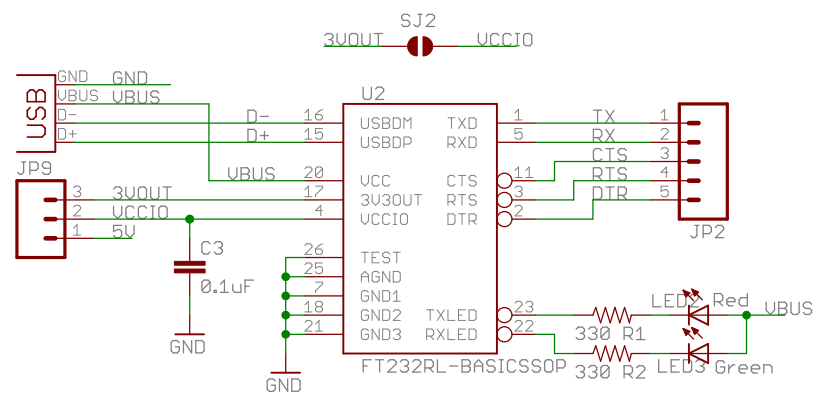 SJ2
3VOUT VCCIO
USB
GND GND
VBUS VBUS
D- D-
D+ D+
JP9
3 3VOUT
2 VCCIO
1 5V
C3
0.1uF
GND
VBUS
U2
16 USBDM TXD 1 TX 1
15 USBDP RXD 5 RX 2
CTS 3
20 VCC CTS 11 RTS 4
17 3V3OUT RTS 3 DTR 5
4 VCCIO DTR 2
JP2
26 TEST
25 AGND
7 GND1
18 GND2 TXLED 23
21 GND3 RXLED 22
GND
FT232RL-BASICSSOP
330 R1
LED2 Red
VBUS
330 R2
LED3 Green